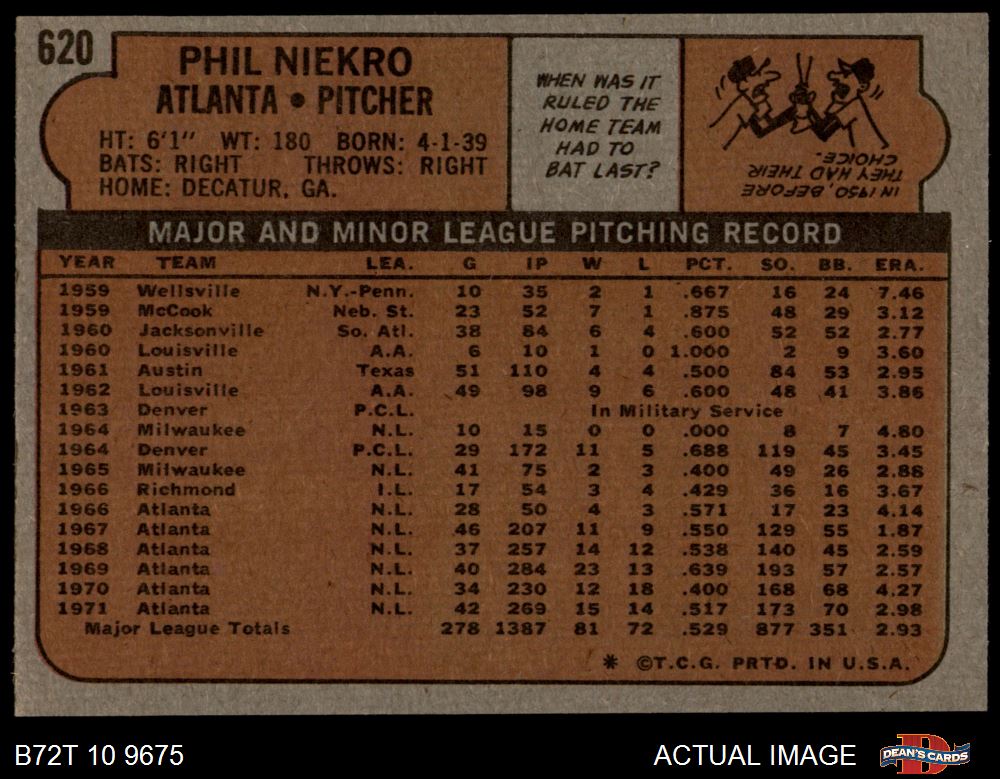 620
PHIL NIEKRO
ATLANTA • PITCHER
HT: 6'1" WT: 180 BORN: 4-1-39
BATS: RIGHT THROWS: RIGHT
HOME: DECATUR, GA.
WHEN WAS IT
RULED THE
HOME TEAM
HAD TO
BAT LAST?
IN 1950, BEFORE
THEY HAD THEIR
CHOICE.
MAJOR AND MINOR LEAGUE PITCHING RECORD
YEAR TEAM LEA. G IP W L PCT. SO. BB. ERA.
1959 Wellsville N.Y.-Penn. 10 35 2 1 .667 16 24 7.46
1959 McCook Neb. St. 23 52 7 1 .875 48 29 3.12
1960 Jacksonville So. Atl. 38 84 6 4 .600 52 52 2.77
1960 Louisville A.A. 6 10 1 0 1.000 2 9 3.60
1961 Austin Texas 51 110 4 4 .500 84 53 2.95
1962 Louisville A.A. 49 98 9 6 .600 48 41 3.86
1963 Denver P.C.L. In Military Service
1964 Milwaukee N.L. 10 15 0 0 .000 8 7 4.80
1964 Denver P.C.L. 29 172 11 5 .688 119 45 3.45
1965 Milwaukee N.L. 41 75 2 3 .400 49 26 2.88
1966 Richmond I.L. 17 54 3 4 .429 36 16 3.67
1966 Atlanta N.L. 28 50 4 3 .571 17 23 4.14
1967 Atlanta N.L. 46 207 11 9 .550 129 55 1.87
1968 Atlanta N.L. 37 257 14 12 .538 140 45 2.59
1969 Atlanta N.L. 40 284 23 13 .639 193 57 2.57
1970 Atlanta N.L. 34 230 12 18 .400 168 68 4.27
1971 Atlanta N.L. 42 269 15 14 .517 173 70 2.98
Major League Totals 278 1387 81 72 .529 877 351 2.93
* ©T.C.G. PRTD. IN U.S.A.
B72T 10 9675
ACTUAL IMAGE
DEAN'S CARDS